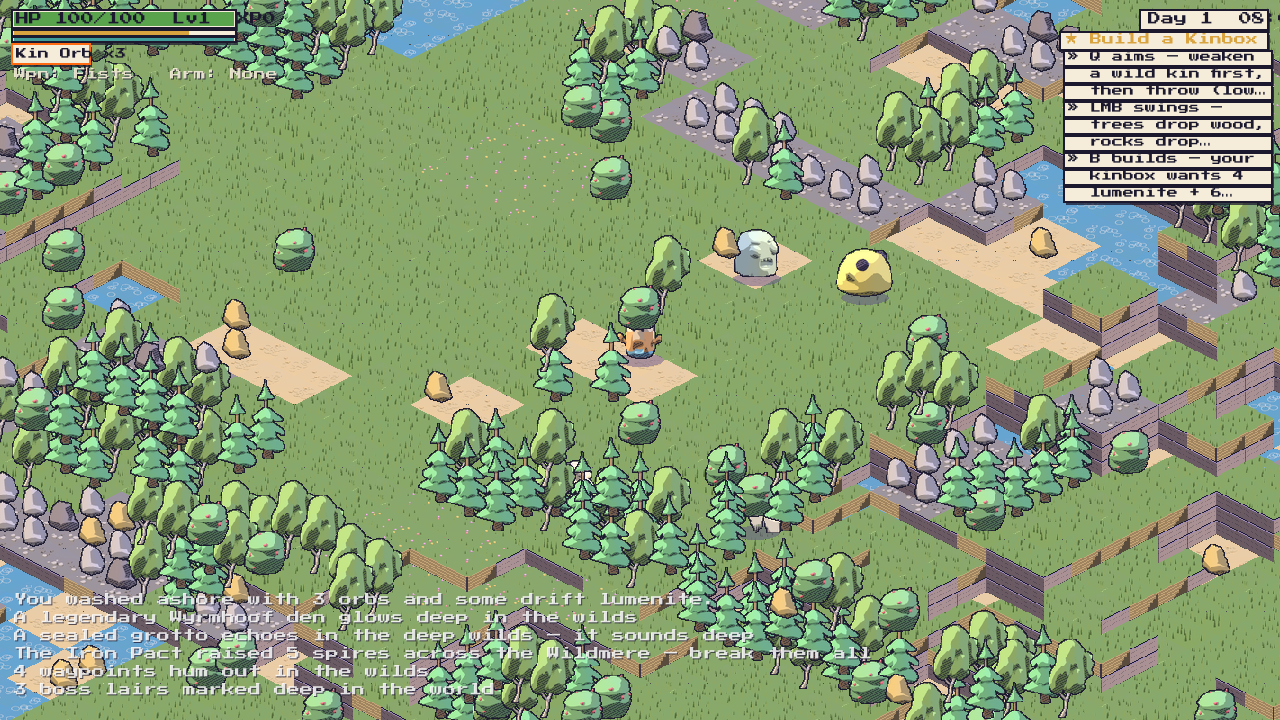 HP 100/100 Lv1 XP0
Kin Orb x3
Wpn: Fists Arm: None
Day 1 08
★ Build a Kinbox
» Q aims — weaken
a wild kin first,
then throw (low…
» LMB swings —
trees drop wood,
rocks drop…
» B builds — your
kinbox wants 4
lumenite + 6…
You washed ashore with 3 orbs and some drift lumenite
A legendary Wyrmhoof den glows deep in the wilds
A sealed grotto echoes in the deep wilds — it sounds deep
The Iron Pact raised 5 spires across the Wildmere — break them all
4 waypoints hum out in the wilds
3 boss lairs marked deep in the world